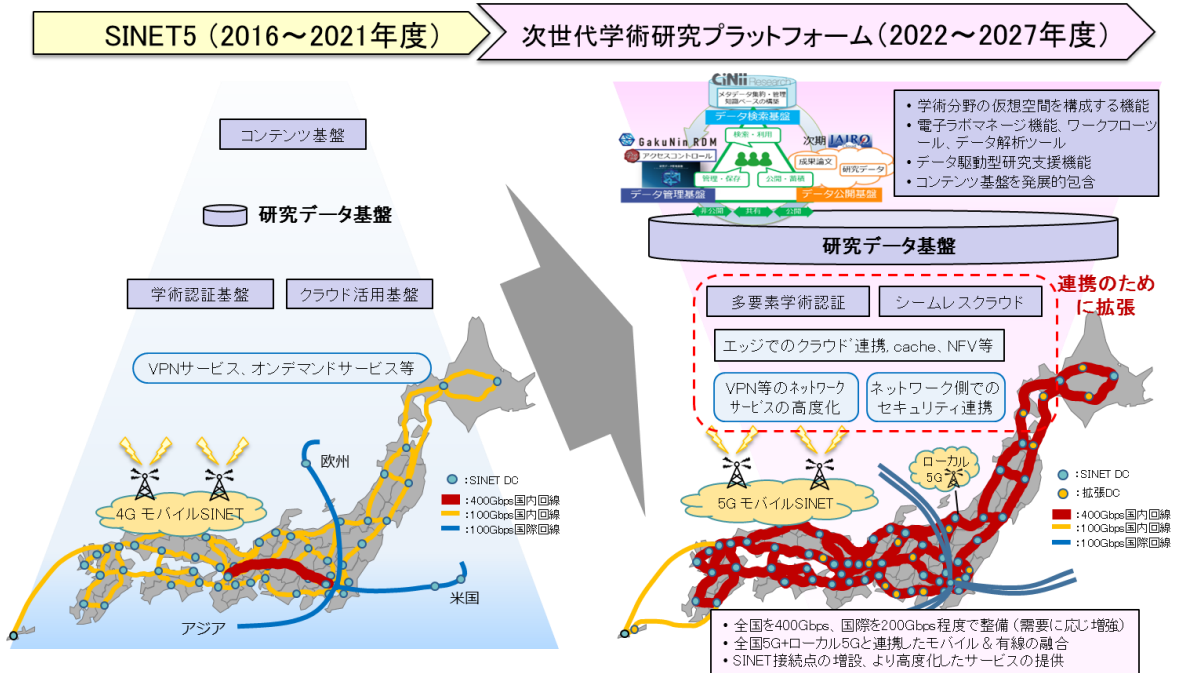 SINET5 (2016～2021年度)
次世代学術研究プラットフォーム(2022～2027年度)
コンテンツ基盤
研究データ基盤
学術認証基盤
クラウド活用基盤
VPNサービス、オンデマンドサービス等
欧州
4G モバイルSINET
アジア
米国
:SINET DC
:400Gbps国内回線
:100Gbps国内回線
:100Gbps国際回線
CiNii
メタデータ集約・管理
知識ベースの構築
データ検索基盤
検索・利用
GakuNin RDM
アクセスコントロール
管理・保存
データ管理基盤
次期 JAIRO
成果論文
研究データ
公開・蓄積
データ公開基盤
非公開
共有
公開
• 学術分野の仮想空間を構成する機能
• 電子ラボマネージ機能、ワークフローツ
ール、データ解析ツール
• データ駆動型研究支援機能
• コンテンツ基盤を発展的包含
研究データ基盤
連携のため
に拡張
多要素学術認証
シームレスクラウド
エッジでのクラウド゛連携, cache、NFV等
VPN等のネットワーク
サービスの高度化
ネットワーク側での
セキュリティ連携
ローカル
5G
5G モバイルSINET
:SINET DC
:拡張DC
:400Gbps国内回線
:100Gbps国内回線
:100Gbps国際回線
• 全国を400Gbps、国際を200Gbps程度で整備 (需要に応じ増強)
• 全国5G+ローカル5Gと連携したモバイル & 有線の融合
• SINET接続点の増設、より高度化したサービスの提供